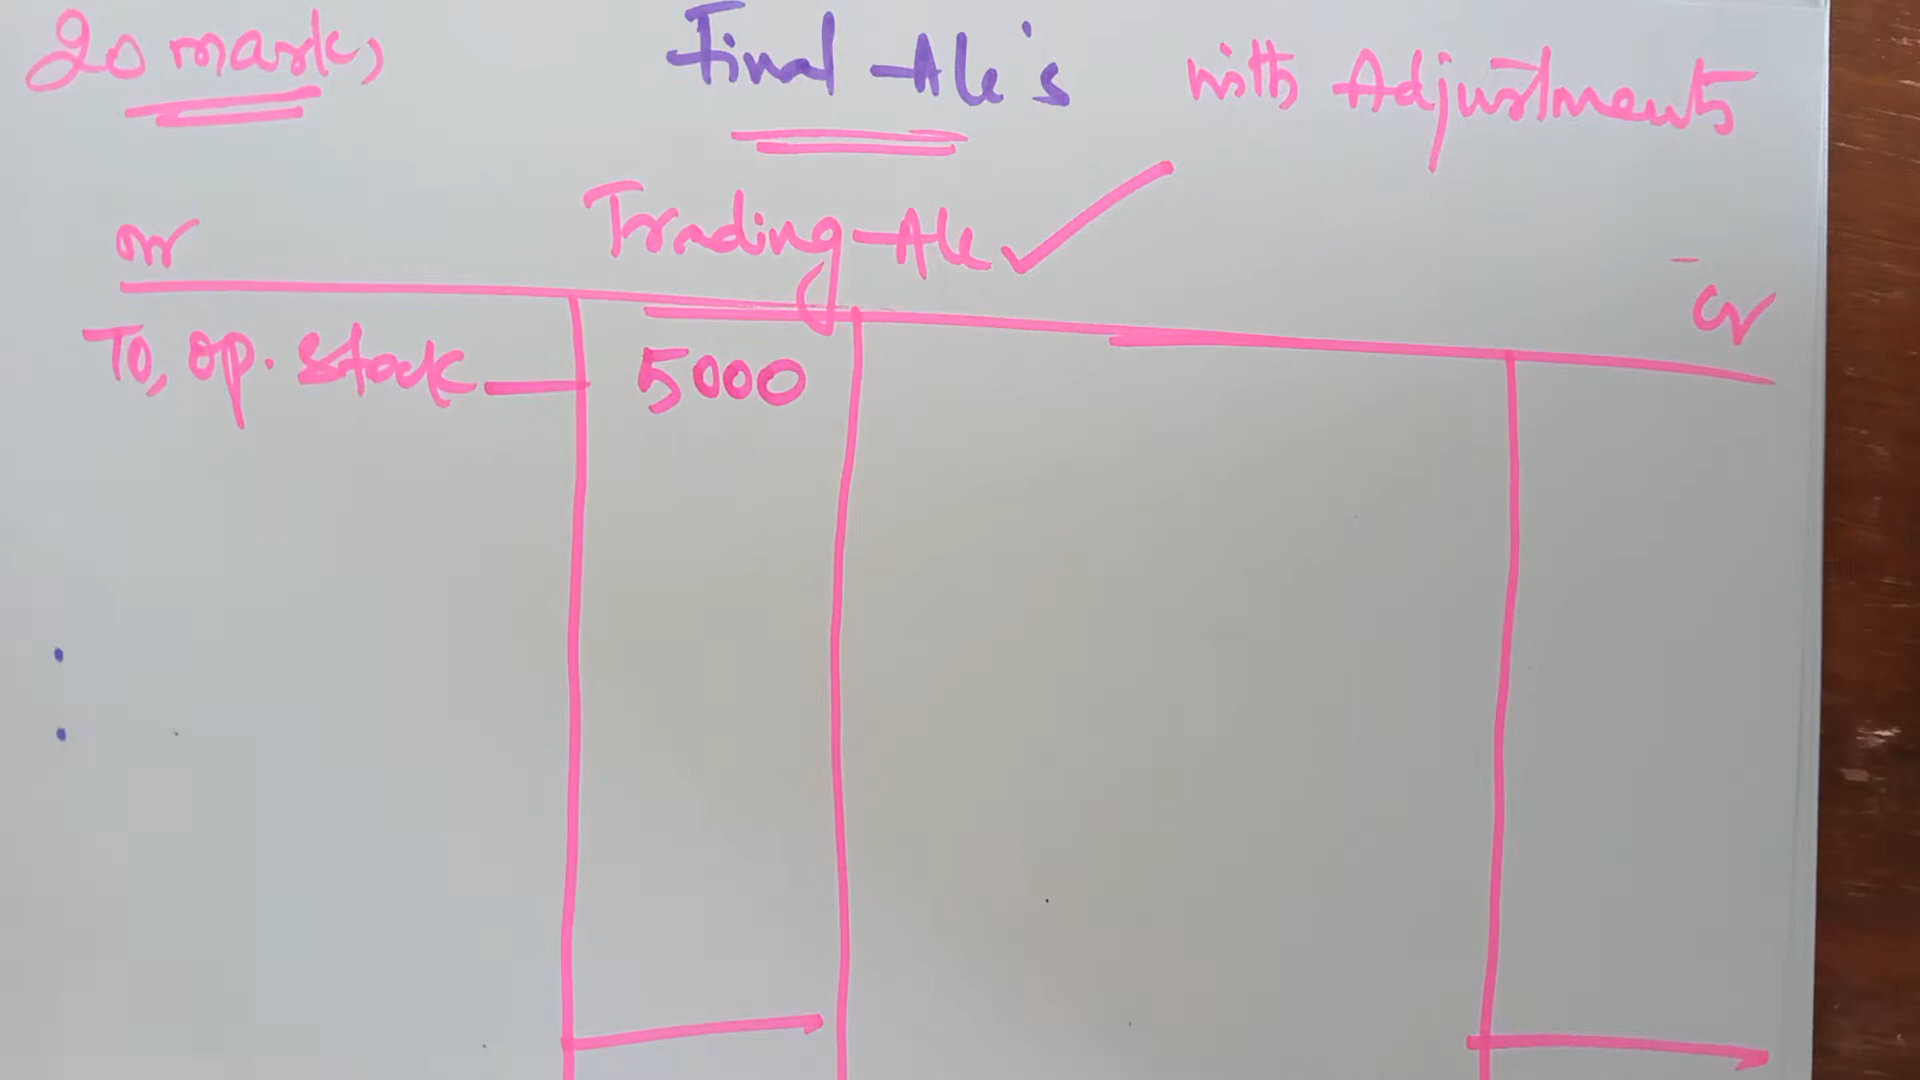 20 marks Final A/c's with Adjustments
Dr Trading A/c Cr
To, op. stock 5000